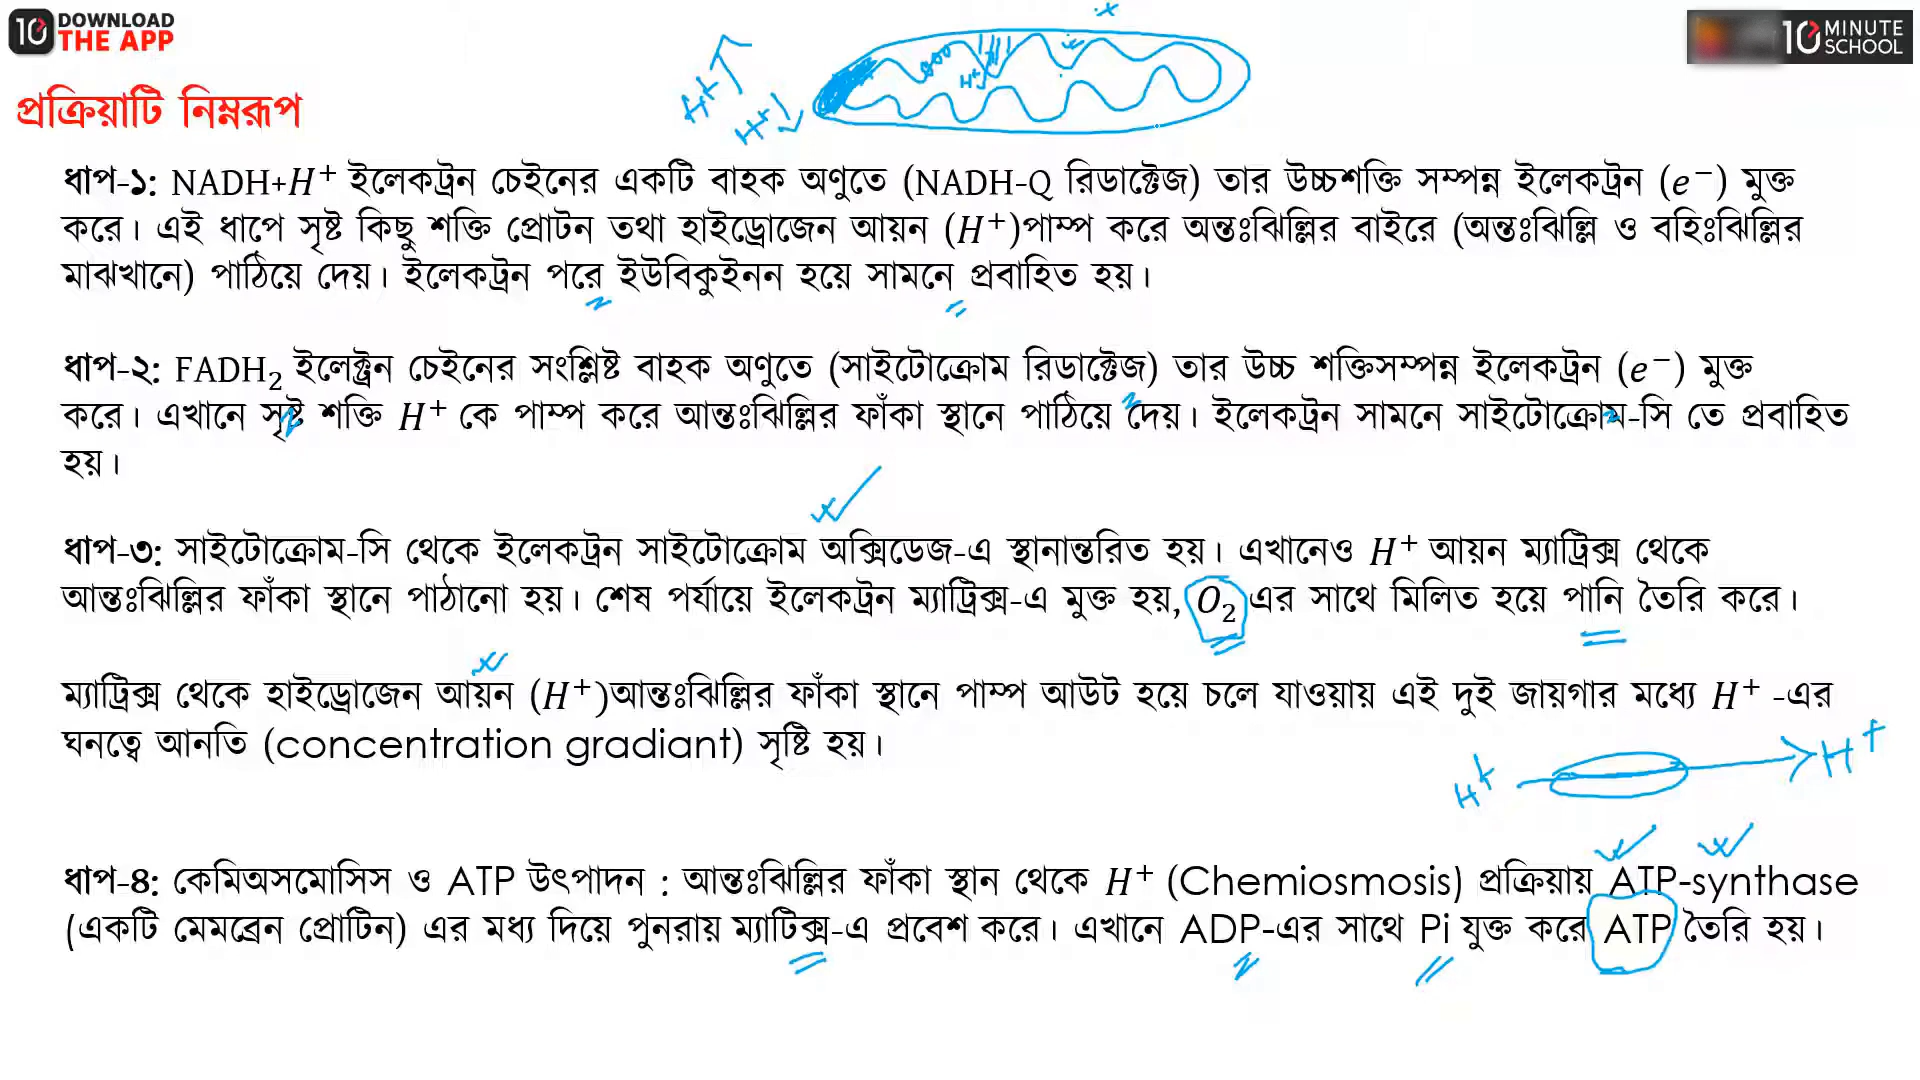 10 DOWNLOAD
THE APP
10 MINUTE
SCHOOL
প্রক্রিয়াটি নিম্নরূপ
H⁺
H⁺
H⁺
ধাপ-১: NADH+H⁺ ইলেকট্রন চেইনের একটি বাহক অণুতে (NADH-Q রিডাক্টেজ) তার উচ্চশক্তি সম্পন্ন ইলেকট্রন (e⁻) মুক্ত
করে। এই ধাপে সৃষ্ট কিছু শক্তি প্রোটন তথা হাইড্রোজেন আয়ন (H⁺)পাম্প করে অন্তঃঝিল্লির বাইরে (অন্তঃঝিল্লি ও বহিঃঝিল্লির
মাঝখানে) পাঠিয়ে দেয়। ইলেকট্রন পরে ইউবিকুইনন হয়ে সামনে প্রবাহিত হয়।
ধাপ-২: FADH₂ ইলেক্ট্রন চেইনের সংশ্লিষ্ট বাহক অণুতে (সাইটোক্রোম রিডাক্টেজ) তার উচ্চ শক্তিসম্পন্ন ইলেকট্রন (e⁻) মুক্ত
করে। এখানে সৃষ্ট শক্তি H⁺ কে পাম্প করে আন্তঃঝিল্লির ফাঁকা স্থানে পাঠিয়ে দেয়। ইলেকট্রন সামনে সাইটোক্রোম-সি তে প্রবাহিত
হয়।
ধাপ-৩: সাইটোক্রোম-সি থেকে ইলেকট্রন সাইটোক্রোম অক্সিডেজ-এ স্থানান্তরিত হয়। এখানেও H⁺ আয়ন ম্যাট্রিক্স থেকে
আন্তঃঝিল্লির ফাঁকা স্থানে পাঠানো হয়। শেষ পর্যায়ে ইলেকট্রন ম্যাট্রিক্স-এ মুক্ত হয়, O₂ এর সাথে মিলিত হয়ে পানি তৈরি করে।
ম্যাট্রিক্স থেকে হাইড্রোজেন আয়ন (H⁺)আন্তঃঝিল্লির ফাঁকা স্থানে পাম্প আউট হয়ে চলে যাওয়ায় এই দুই জায়গার মধ্যে H⁺ -এর
ঘনত্বে আনতি (concentration gradiant) সৃষ্টি হয়।
H⁺ H⁺
ধাপ-৪: কেমিঅসমোসিস ও ATP উৎপাদন : আন্তঃঝিল্লির ফাঁকা স্থান থেকে H⁺ (Chemiosmosis) প্রক্রিয়ায় ATP-synthase
(একটি মেমব্রেন প্রোটিন) এর মধ্য দিয়ে পুনরায় ম্যাটিক্স-এ প্রবেশ করে। এখানে ADP-এর সাথে Pi যুক্ত করে ATP তৈরি হয়।